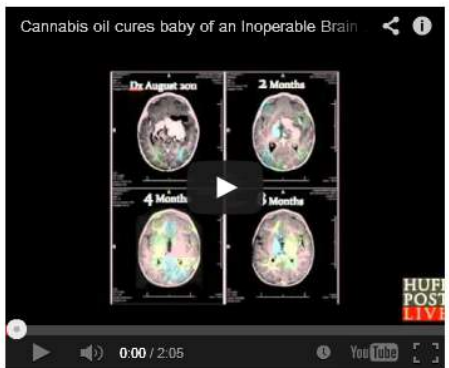 Cannabis oil cures baby of an Inoperable Brain
Dx August 2011
2 Months
4 Month
Months
HUFF
POST
LIVE
0:00 / 2:05
YouTube